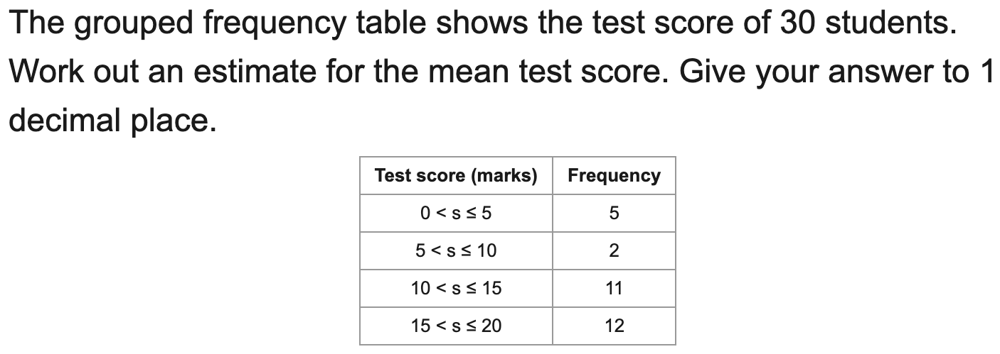 The grouped frequency table shows the test score of 30 students.
Work out an estimate for the mean test score. Give your answer to 1
decimal place.
Test score (marks) Frequency
0 < s ≤ 5 5
5 < s ≤ 10 2
10 < s ≤ 15 11
15 < s ≤ 20 12